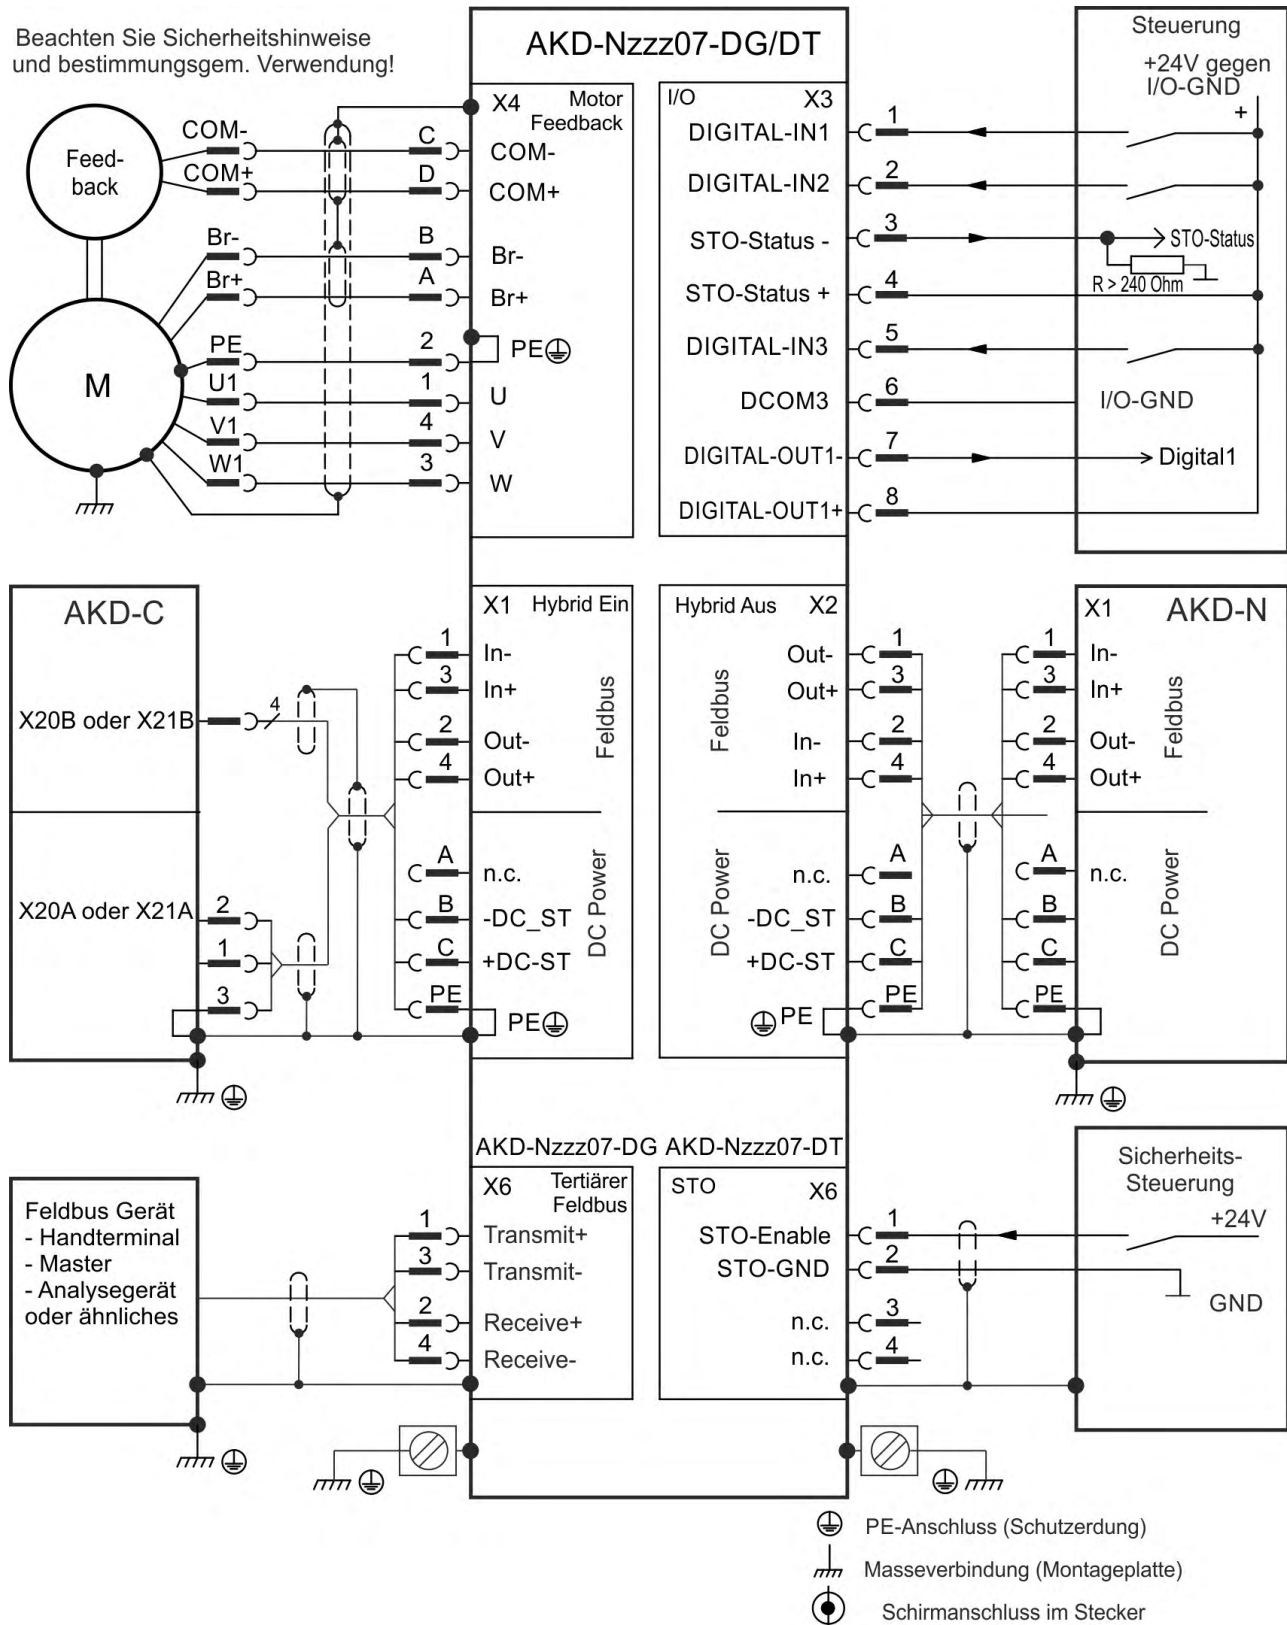 Beachten Sie Sicherheitshinweise
und bestimmungsgem. Verwendung!
AKD-Nzzz07-DG/DT
Steuerung
+24V gegen
I/O-GND
+
X4 Motor
Feedback
I/O X3
Feed-
back
COM- C COM-
COM+ D COM+
Br- B Br-
Br+ A Br+
PE 2 PE
M
U1 1 U
V1 4 V
W1 3 W
DIGITAL-IN1 1
DIGITAL-IN2 2
STO-Status - 3 STO-Status
R > 240 Ohm
STO-Status + 4
DIGITAL-IN3 5
DCOM3 6 I/O-GND
DIGITAL-OUT1- 7 Digital1
DIGITAL-OUT1+ 8
AKD-C
X20B oder X21B
4
X20A oder X21A
2
1
3
X1 Hybrid Ein
1 In-
3 In+
2 Out-
4 Out+
Feldbus
A n.c.
B -DC_ST
C +DC-ST
PE PE
DC Power
Hybrid Aus X2
Feldbus
Out- 1
Out+ 3
In- 2
In+ 4
DC Power
n.c. A
-DC_ST B
+DC-ST C
PE PE
X1 AKD-N
1 In-
3 In+
2 Out-
4 Out+
Feldbus
A n.c.
B
C
PE
DC Power
AKD-Nzzz07-DG AKD-Nzzz07-DT
Feldbus Gerät
- Handterminal
- Master
- Analysegerät
oder ähnliches
X6 Tertiärer
Feldbus
1 Transmit+
3 Transmit-
2 Receive+
4 Receive-
STO X6
STO-Enable 1
STO-GND 2
n.c. 3
n.c. 4
Sicherheits-
Steuerung
+24V
GND
PE-Anschluss (Schutzerdung)
Masseverbindung (Montageplatte)
Schirmanschluss im Stecker